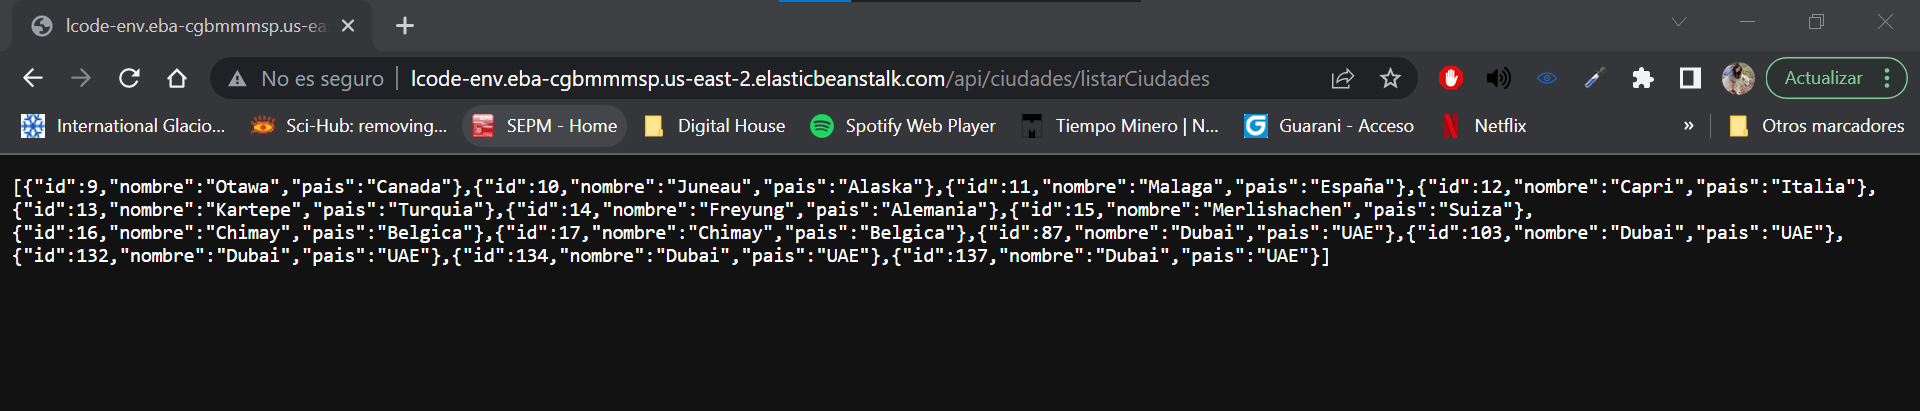 lcode-env.eba-cgbmmmsp.us-ea
No es seguro lcode-env.eba-cgbmmmsp.us-east-2.elasticbeanstalk.com/api/ciudades/listarCiudades Actualizar
International Glacio... Sci-Hub: removing... SEPM - Home Digital House Spotify Web Player Tiempo Minero | N... Guarani - Acceso Netflix » Otros marcadores
[{"id":9,"nombre":"Otawa","pais":"Canada"},{"id":10,"nombre":"Juneau","pais":"Alaska"},{"id":11,"nombre":"Malaga","pais":"España"},{"id":12,"nombre":"Capri","pais":"Italia"},
{"id":13,"nombre":"Kartepe","pais":"Turquia"},{"id":14,"nombre":"Freyung","pais":"Alemania"},{"id":15,"nombre":"Merlishachen","pais":"Suiza"},
{"id":16,"nombre":"Chimay","pais":"Belgica"},{"id":17,"nombre":"Chimay","pais":"Belgica"},{"id":87,"nombre":"Dubai","pais":"UAE"},{"id":103,"nombre":"Dubai","pais":"UAE"},
{"id":132,"nombre":"Dubai","pais":"UAE"},{"id":134,"nombre":"Dubai","pais":"UAE"},{"id":137,"nombre":"Dubai","pais":"UAE"}]